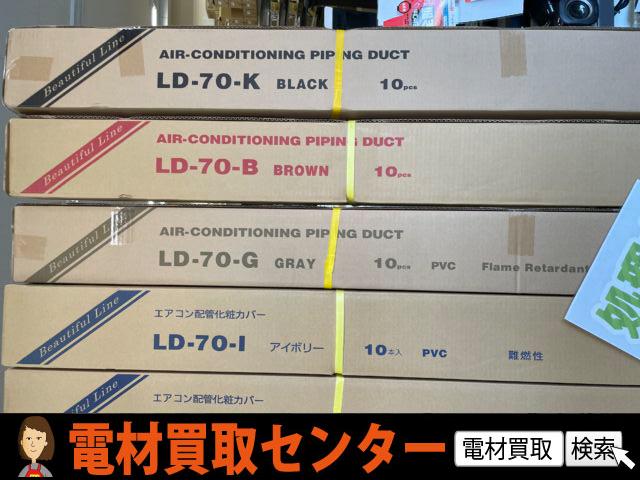 Beautiful Line
AIR-CONDITIONING PIPING DUCT
LD-70-K BLACK 10pcs
Beautiful Line
AIR-CONDITIONING PIPING DUCT
LD-70-B BROWN 10pcs
Beautiful Line
AIR-CONDITIONING PIPING DUCT
LD-70-G GRAY 10pcs PVC Flame Retardant
Beautiful Line
エアコン配管化粧カバー
LD-70-I アイボリー 10本入 PVC 難燃性
Line
エアコン配管化粧カバー
電材買取センター 電材買取 検索